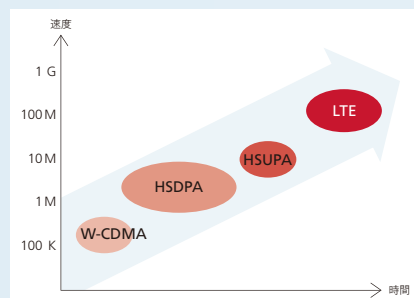 速度
1 G
100 M
10 M
1 M
100 K
LTE
HSUPA
HSDPA
W-CDMA
時間